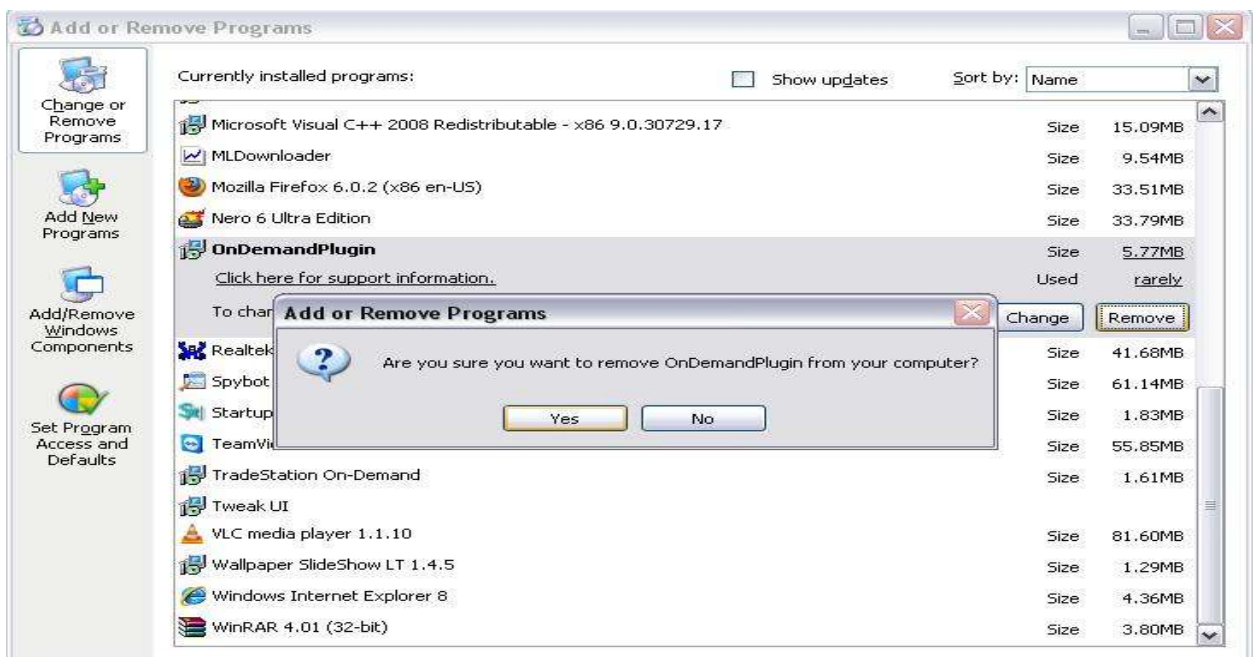 Add or Remove Programs
Change or
Remove
Programs
Add New
Programs
Add/Remove
Windows
Components
Set Program
Access and
Defaults
Currently installed programs:
Show updates
Sort by: Name
Microsoft Visual C++ 2008 Redistributable - x86 9.0.30729.17 Size 15.09MB
MLDownloader Size 9.54MB
Mozilla Firefox 6.0.2 (x86 en-US) Size 33.51MB
Nero 6 Ultra Edition Size 33.79MB
OnDemandPlugin Size 5.77MB
Click here for support information. Used rarely
To char Change Remove
Add or Remove Programs
Are you sure you want to remove OnDemandPlugin from your computer?
Yes No
Realtek Size 41.68MB
Spybot Size 61.14MB
Startup Size 1.83MB
TeamVi Size 55.85MB
TradeStation On-Demand Size 1.61MB
Tweak UI
VLC media player 1.1.10 Size 81.60MB
Wallpaper SlideShow LT 1.4.5 Size 1.29MB
Windows Internet Explorer 8 Size 4.36MB
WinRAR 4.01 (32-bit) Size 3.80MB